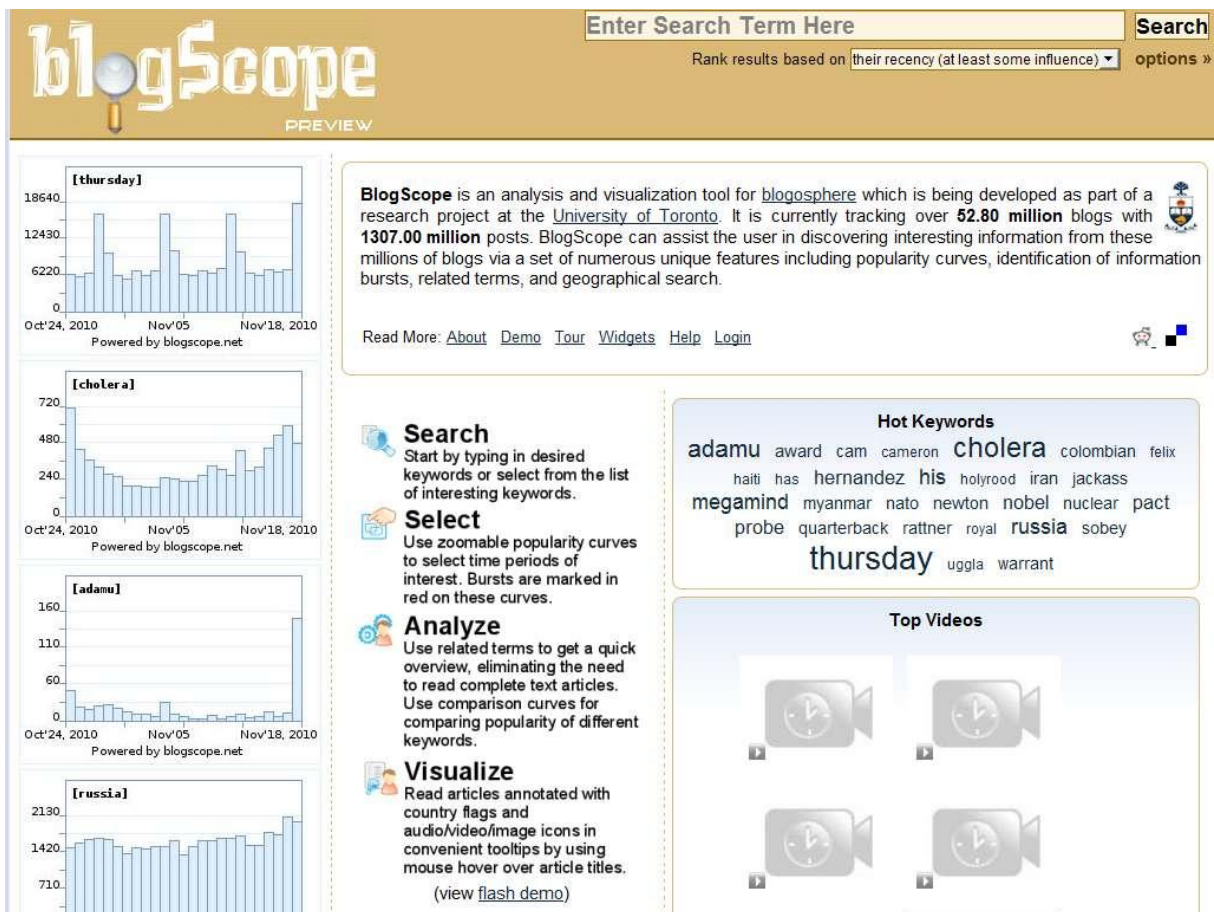 blogScope
PREVIEW
Enter Search Term Here
Search
Rank results based on their recency (at least some influence)
options »
[thursday]
18640
12430
6220
0
Oct'24, 2010 Nov'05 Nov'18, 2010
Powered by blogscope.net
[cholera]
720
480
240
0
Oct'24, 2010 Nov'05 Nov'18, 2010
Powered by blogscope.net
[adamu]
160
110
60
0
Oct'24, 2010 Nov'05 Nov'18, 2010
Powered by blogscope.net
[russia]
2130
1420
710
BlogScope is an analysis and visualization tool for blogosphere which is being developed as part of a
research project at the University of Toronto. It is currently tracking over 52.80 million blogs with
1307.00 million posts. BlogScope can assist the user in discovering interesting information from these
millions of blogs via a set of numerous unique features including popularity curves, identification of information
bursts, related terms, and geographical search.
Read More: About Demo Tour Widgets Help Login
Search
Start by typing in desired
keywords or select from the list
of interesting keywords.
Select
Use zoomable popularity curves
to select time periods of
interest. Bursts are marked in
red on these curves.
Analyze
Use related terms to get a quick
overview, eliminating the need
to read complete text articles.
Use comparison curves for
comparing popularity of different
keywords.
Visualize
Read articles annotated with
country flags and
audio/video/image icons in
convenient tooltips by using
mouse hover over article titles.
(view flash demo)
Hot Keywords
adamu award cam cameron cholera colombian felix
haiti has hernandez his holyrood iran jackass
megamind myanmar nato newton nobel nuclear pact
probe quarterback rattner royal russia sobey
thursday uggla warrant
Top Videos